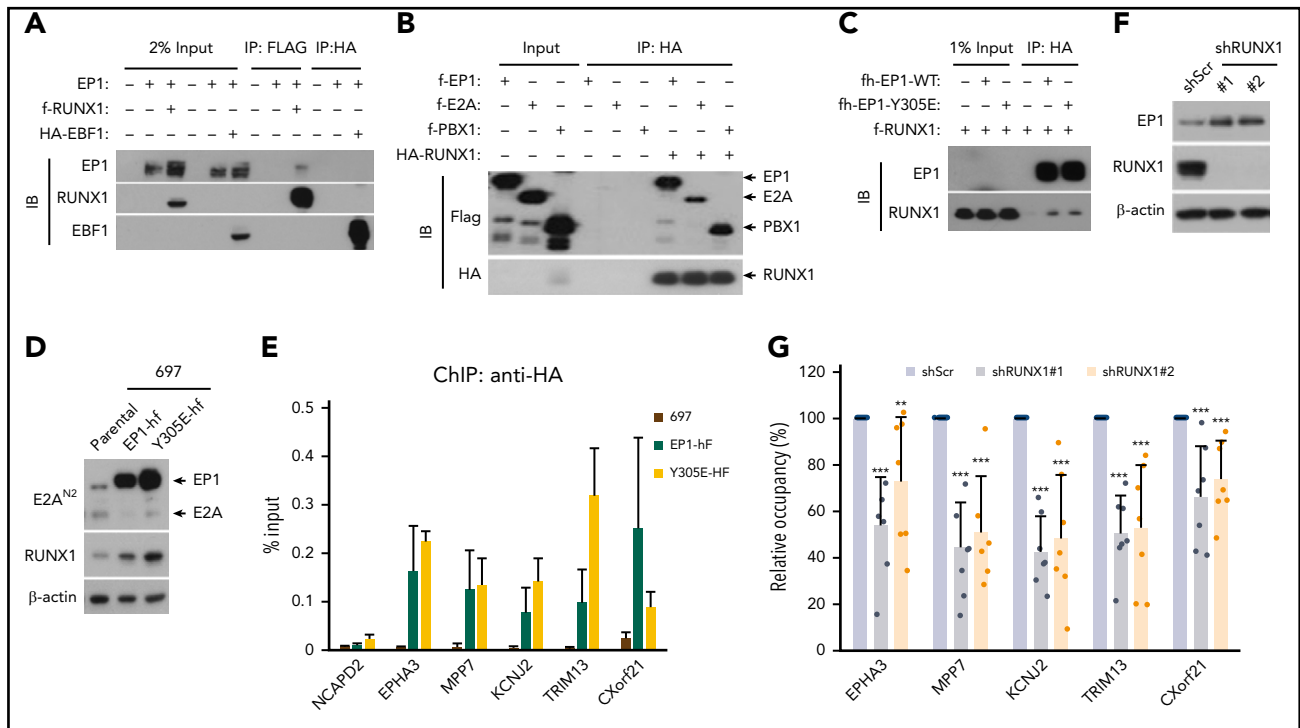 A
2% Input IP: FLAG IP:HA
EP1: – + + – + + – + + – + +
f-RUNX1: – – + – – – – – + – – –
HA-EBF1: – – – – – + – – – – – +
IB
EP1
RUNX1
EBF1
B
Input IP: HA
f-EP1: + – – + – – + – –
f-E2A: – + – – + – – + –
f-PBX1: – – + – – + – – +
HA-RUNX1: – – – – – – + + +
IB
Flag
HA
EP1
E2A
PBX1
RUNX1
C
1% Input IP: HA
fh-EP1-WT: – + – – + –
fh-EP1-Y305E: – – + – – +
f-RUNX1: + + + + + +
IB
EP1
RUNX1
F
shRUNX1
shScr #1 #2
EP1
RUNX1
β-actin
D
697
Parental EP1-hf Y305E-hf
E2A^N2
EP1
E2A
RUNX1
β-actin
E
ChIP: anti-HA
% input
0.5
0.4
0.3
0.2
0.1
0
697
EP1-hF
Y305E-HF
NCAPD2 EPHA3 MPP7 KCNJ2 TRIM13 CXorf21
G
Relative occupancy (%)
120
100
80
60
40
20
0
shScr shRUNX1#1 shRUNX1#2
*** ** *** *** *** *** *** *** *** ***
EPHA3 MPP7 KCNJ2 TRIM13 CXorf21